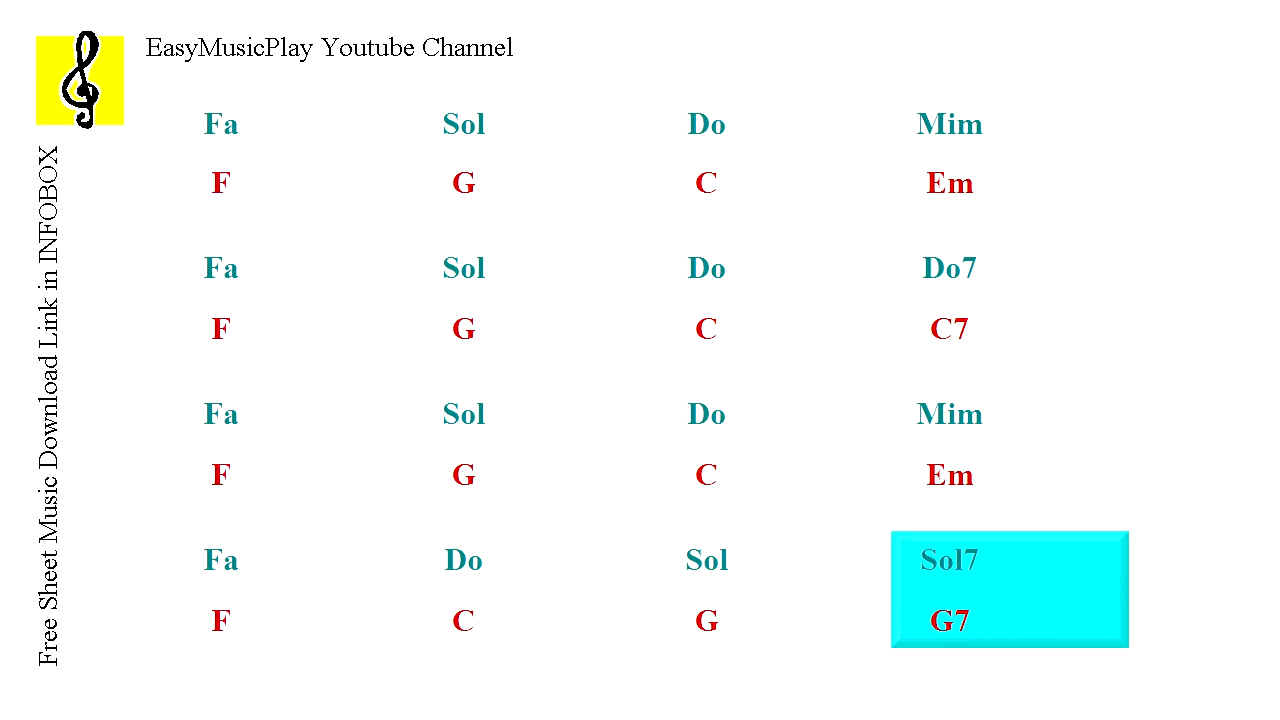 EasyMusicPlay Youtube Channel
Free Sheet Music Download Link in INFOBOX
Fa Sol Do Mim
F G C Em
Fa Sol Do Do7
F G C C7
Fa Sol Do Mim
F G C Em
Fa Do Sol Sol7
F C G G7